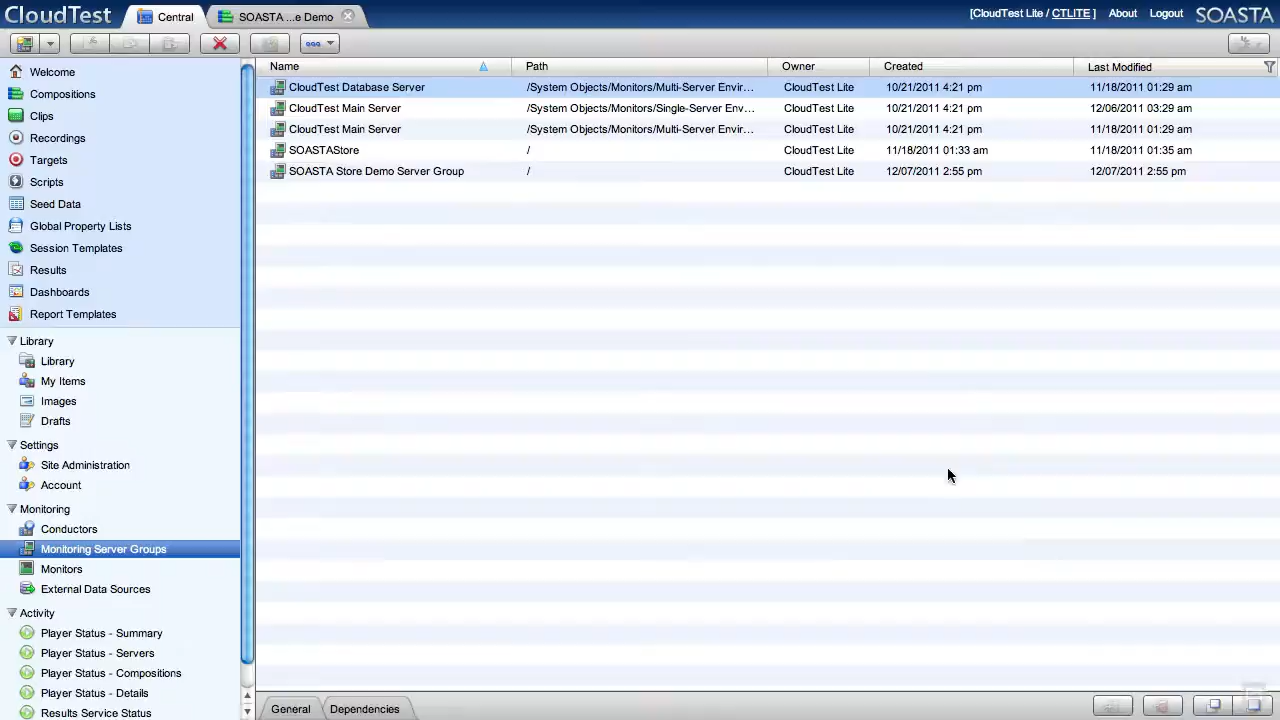 CloudTest
Central
SOASTA ...e Demo
[CloudTest Lite / CTLITE ] About Logout SOASTA
Name Path Owner Created Last Modified
CloudTest Database Server /System Objects/Monitors/Multi-Server Envir... CloudTest Lite 10/21/2011 4:21 pm 11/18/2011 01:29 am
CloudTest Main Server /System Objects/Monitors/Single-Server Env... CloudTest Lite 10/21/2011 4:21 pm 12/06/2011 03:29 am
CloudTest Main Server /System Objects/Monitors/Multi-Server Envir... CloudTest Lite 10/21/2011 4:21 pm 11/18/2011 01:29 am
SOASTAStore / CloudTest Lite 11/18/2011 01:33 am 11/18/2011 01:35 am
SOASTA Store Demo Server Group / CloudTest Lite 12/07/2011 2:55 pm 12/07/2011 2:55 pm
Welcome
Compositions
Clips
Recordings
Targets
Scripts
Seed Data
Global Property Lists
Session Templates
Results
Dashboards
Report Templates
Library
Library
My Items
Images
Drafts
Settings
Site Administration
Account
Monitoring
Conductors
Monitoring Server Groups
Monitors
External Data Sources
Activity
Player Status - Summary
Player Status - Servers
Player Status - Compositions
Player Status - Details
Results Service Status
General Dependencies